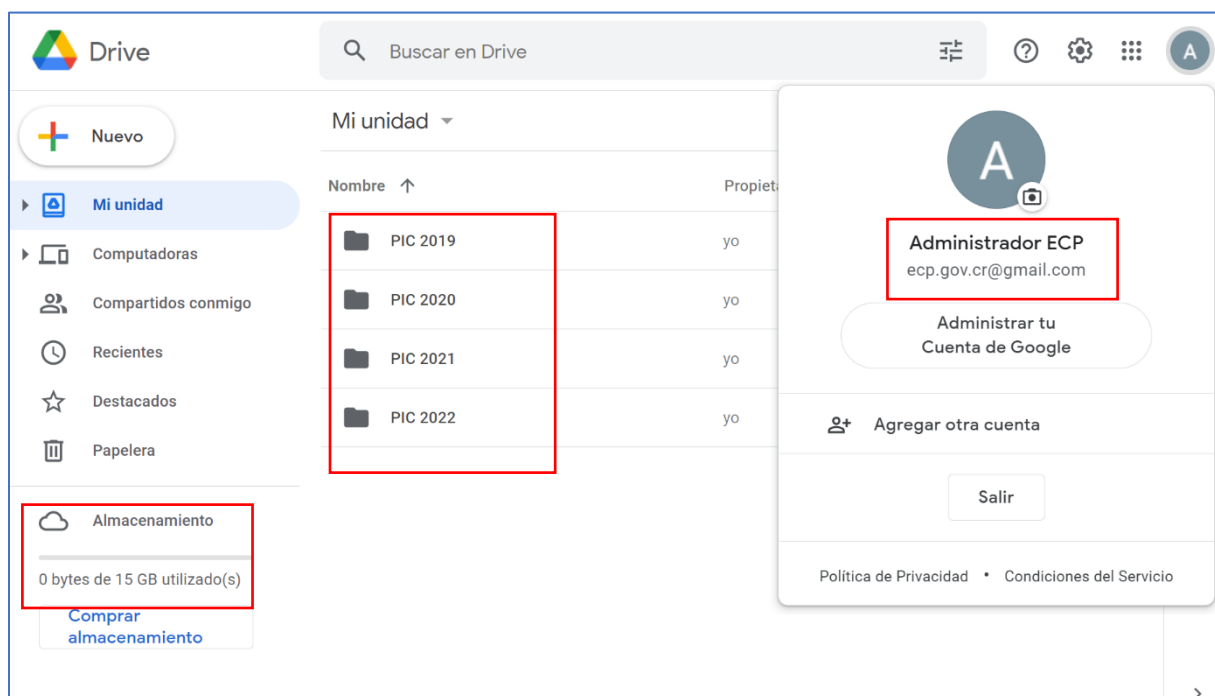 Drive
Buscar en Drive
A
Nuevo
Mi unidad
Computadoras
Compartidos conmigo
Recientes
Destacados
Papelera
Almacenamiento
0 bytes de 15 GB utilizado(s)
Comprar
almacenamiento
Mi unidad
Nombre
PIC 2019 yo
PIC 2020 yo
PIC 2021 yo
PIC 2022 yo
A
Administrador ECP
ecp.gov.cr@gmail.com
Administrar tu
Cuenta de Google
Agregar otra cuenta
Salir
Política de Privacidad • Condiciones del Servicio